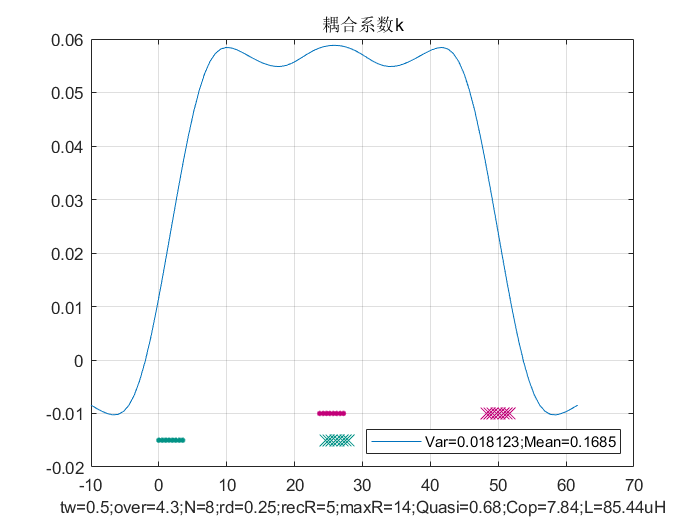 耦合系数k
0.06
0.05
0.04
0.03
0.02
0.01
0
-0.01
-0.02
Var=0.018123;Mean=0.1685
-10 0 10 20 30 40 50 60 70
tw=0.5;over=4.3;N=8;rd=0.25;recR=5;maxR=14;Quasi=0.68;Cop=7.84;L=85.44uH